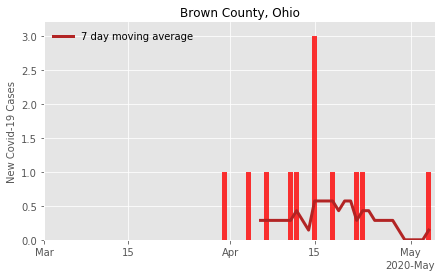 Brown County, Ohio
7 day moving average
New Covid-19 Cases
3.0
2.5
2.0
1.5
1.0
0.5
0.0
Mar 15 Apr 15 May
2020-May